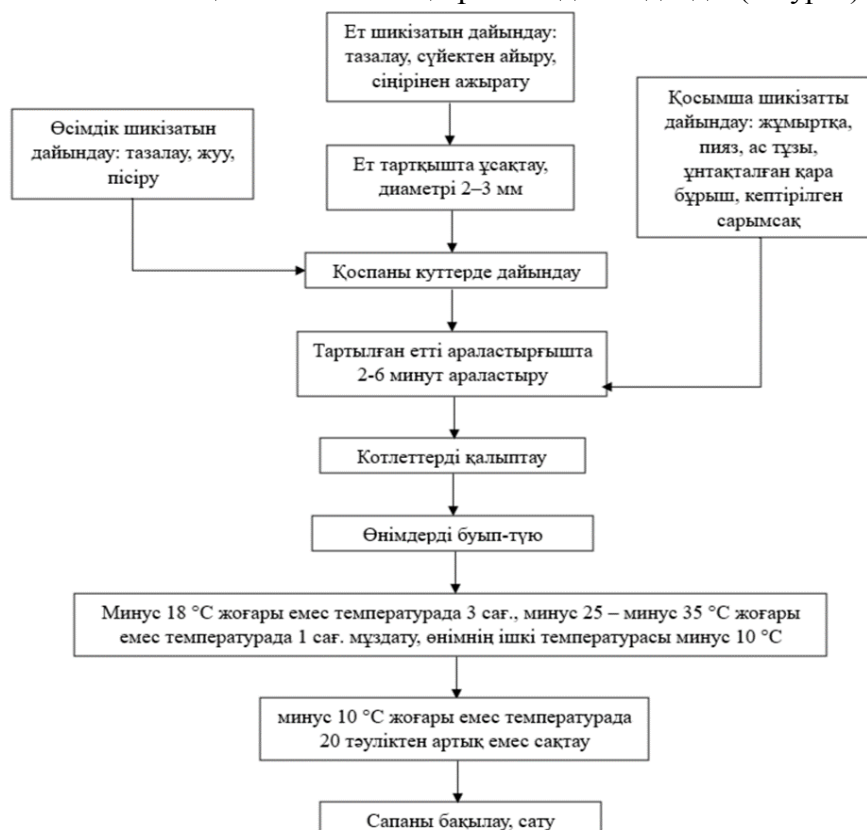 Ет шикізатын дайындау:
тазалау, сүйектен айыру,
сіңірінен ажырату
Өсімдік шикізатын
дайындау: тазалау, жуу,
пісіру
Қосымша шикізатты
дайындау: жұмыртқа,
пияз, ас тұзы,
ұнтақталған қара
бұрыш, кептірілген
сарымсақ
Ет тартқышта ұсақтау,
диаметрі 2–3 мм
Қоспаны куттерде дайындау
Тартылған етті араластырғышта
2-6 минут араластыру
Котлеттерді қалыптау
Өнімдерді буып-түю
Минус 18 °С жоғары емес температурада 3 сағ., минус 25 – минус 35 °С жоғары
емес температурада 1 сағ. мұздату, өнімнің ішкі температурасы минус 10 °С
минус 10 °С жоғары емес температурада
20 тәуліктен артық емес сақтау
Сапаны бақылау, сату